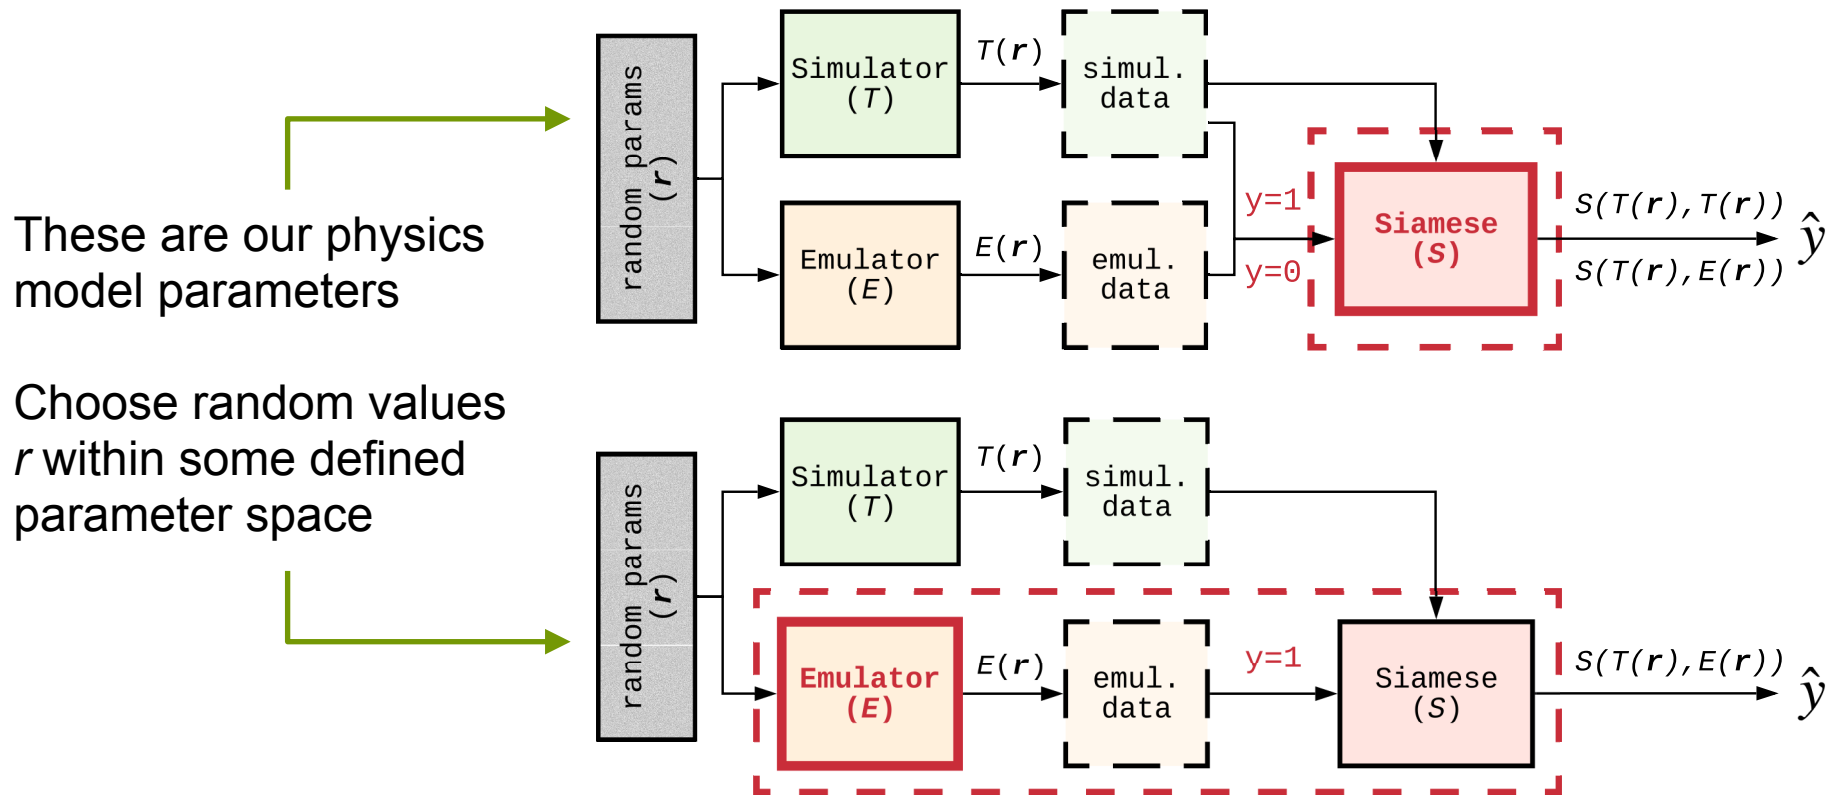 These are our physics
model parameters
Choose random values
r within some defined
parameter space
random params
(r)
Simulator
(T)
T(r)
simul.
data
Emulator
(E)
E(r)
emul.
data
y=1
y=0
Siamese
(S)
S(T(r),T(r))
S(T(r),E(r))
ŷ
random params
(r)
Simulator
(T)
T(r)
simul.
data
Emulator
(E)
E(r)
emul.
data
y=1
Siamese
(S)
S(T(r),E(r))
ŷ